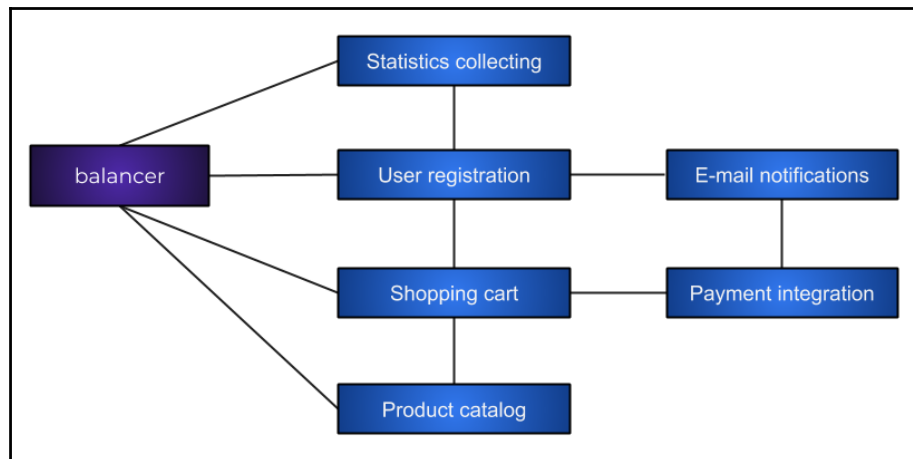 Statistics collecting
balancer
User registration
E-mail notifications
Shopping cart
Payment integration
Product catalog